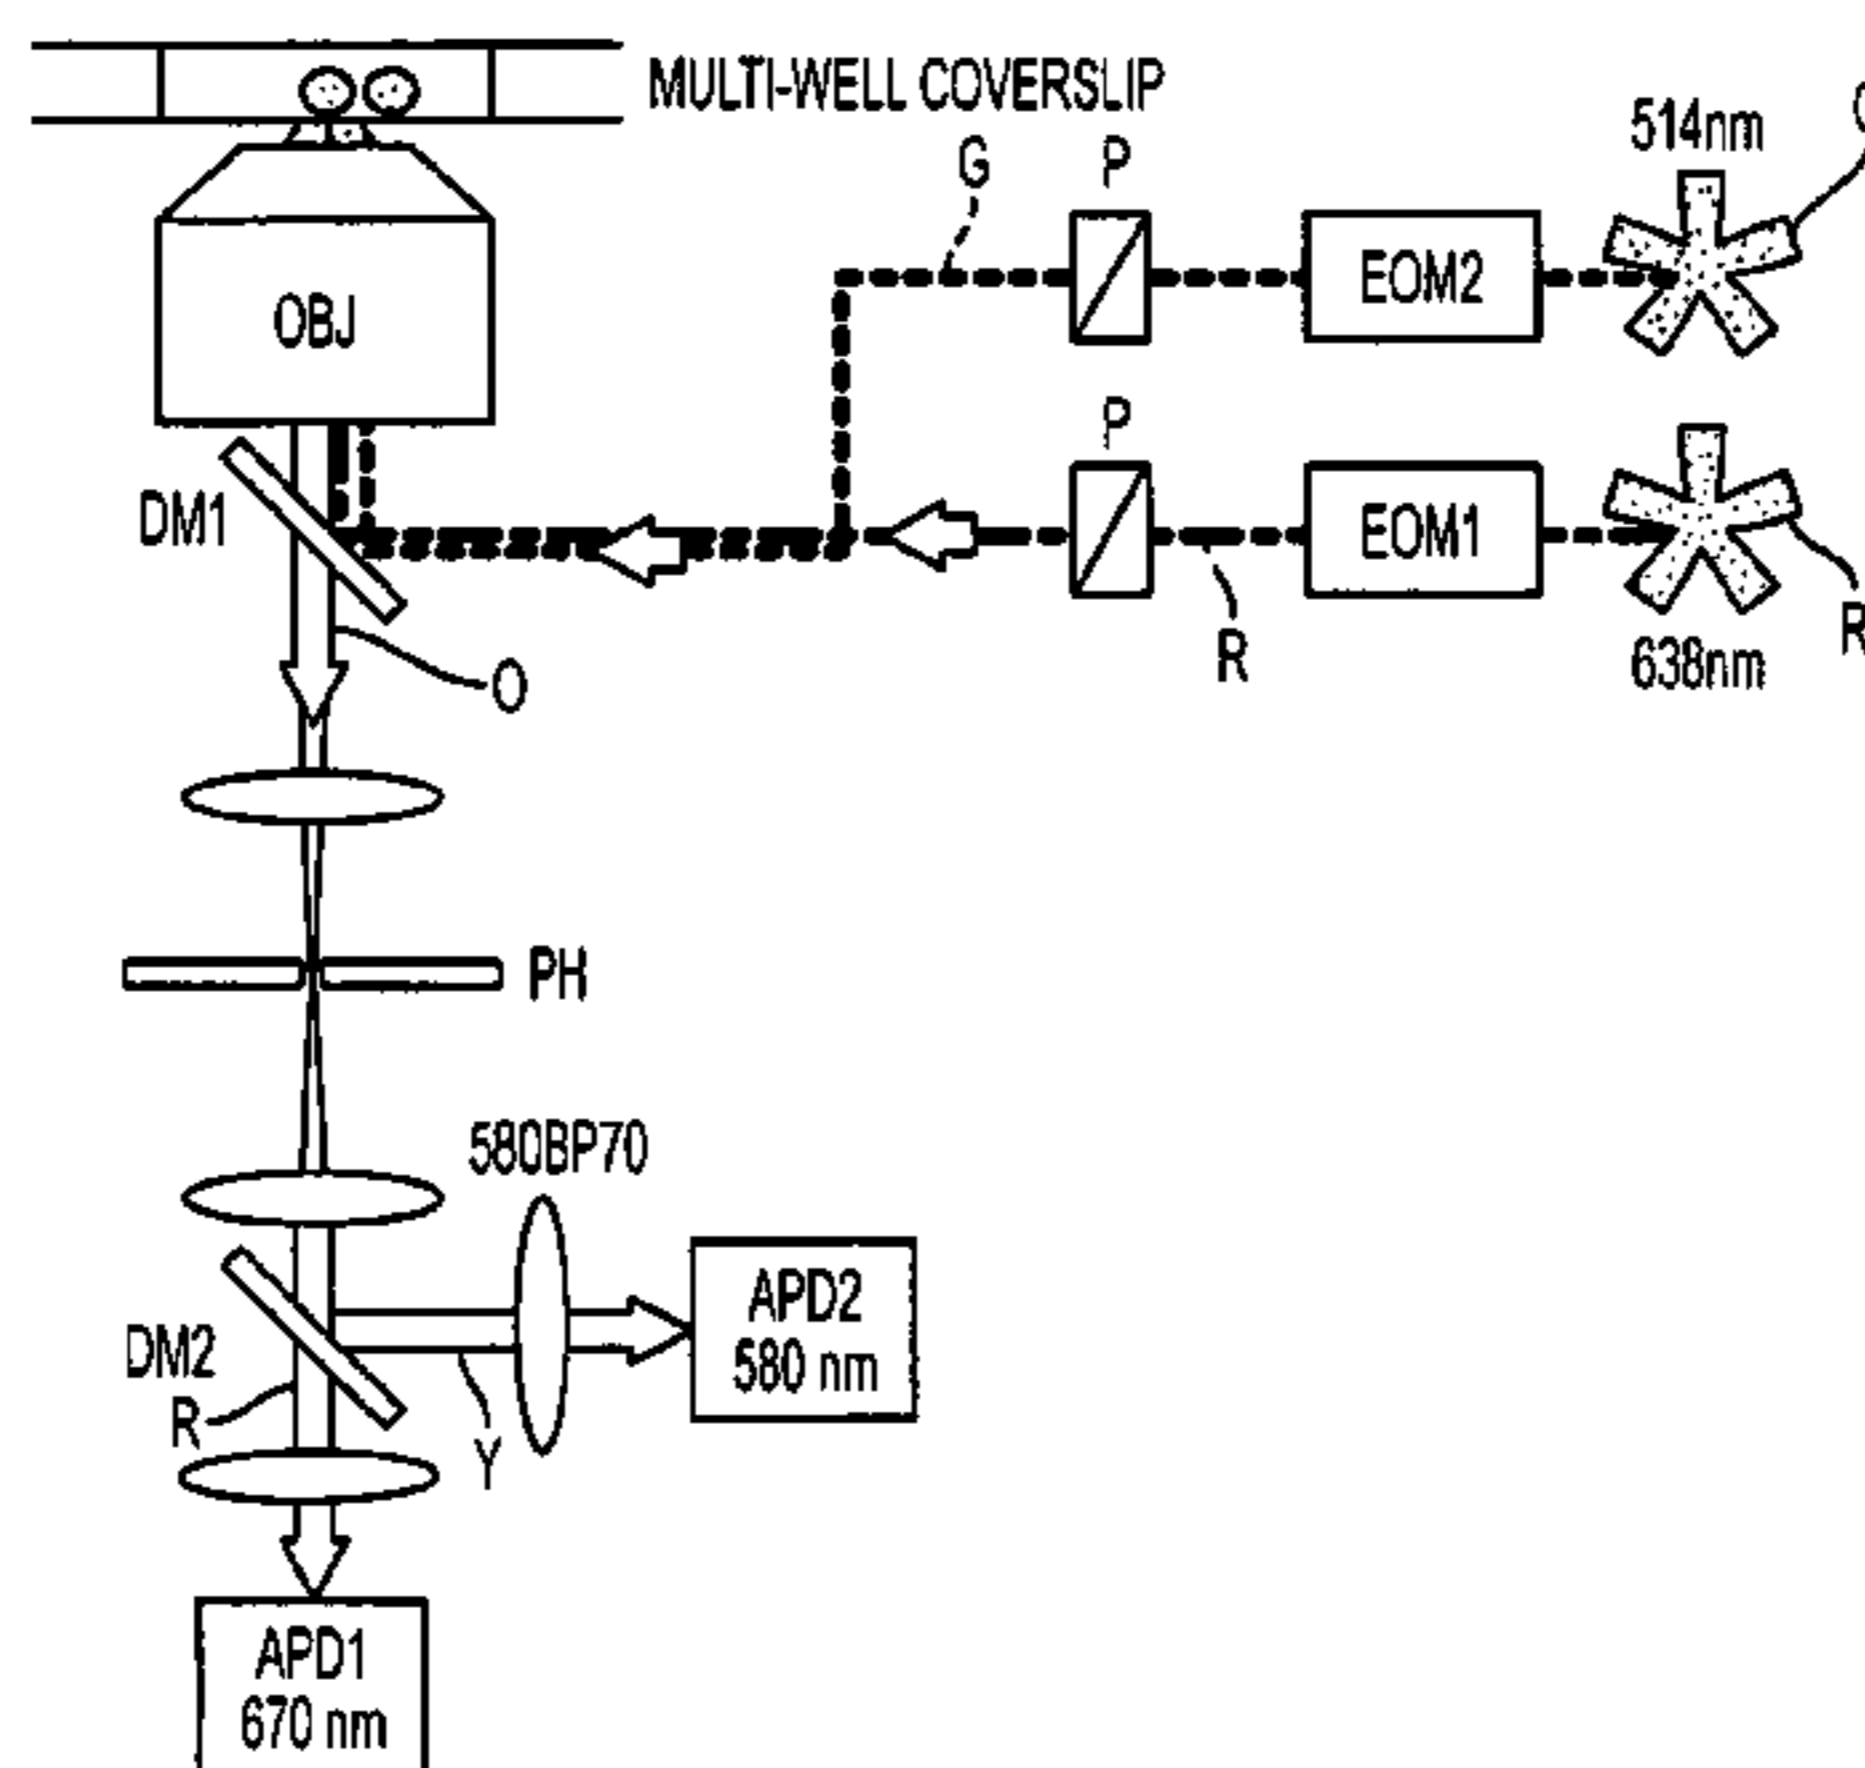 MULTI-WELL COVERSLIP
G
P
514nm
EOM2
OBJ
P
DM1
EOM1
R
R
638nm
O
PH
580BP70
APD2
580 nm
DM2
R
Y
APD1
670 nm